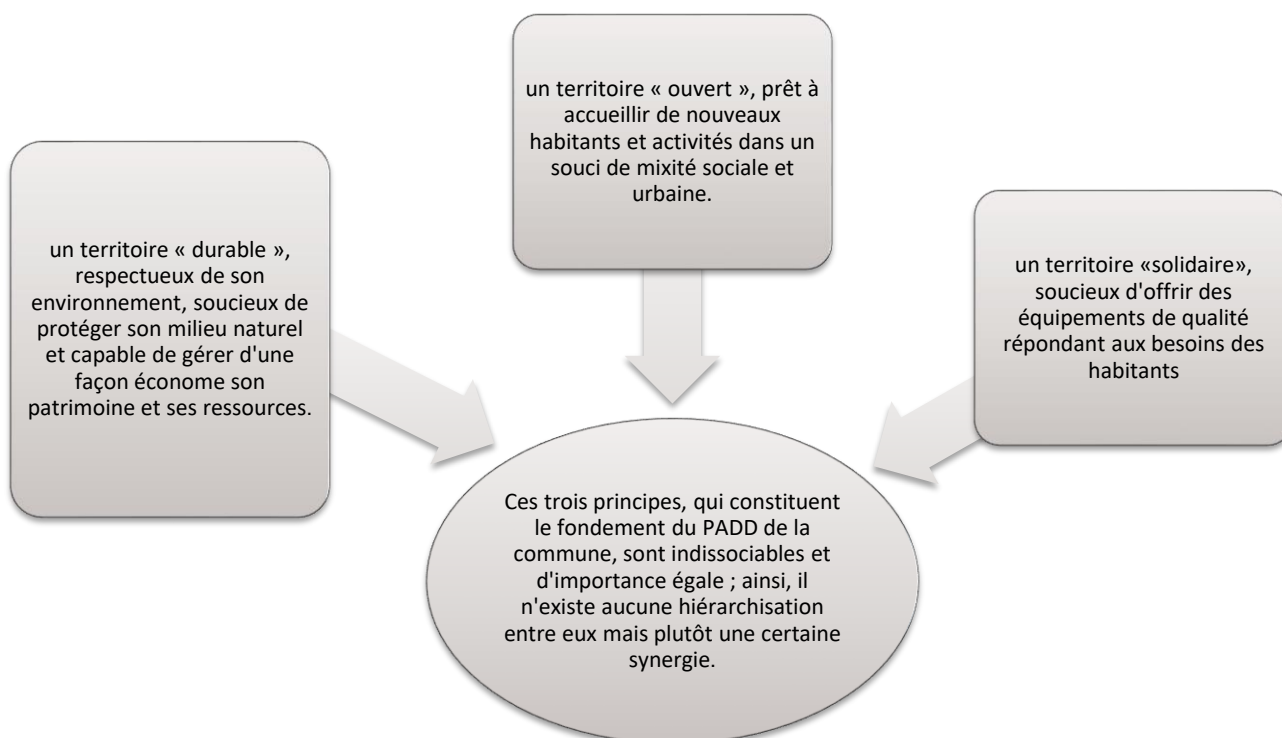 un territoire « durable »,
respectueux de son
environnement, soucieux de
protéger son milieu naturel
et capable de gérer d'une
façon économe son
patrimoine et ses ressources.
un territoire « ouvert », prêt à
accueillir de nouveaux
habitants et activités dans un
souci de mixité sociale et
urbaine.
un territoire «solidaire»,
soucieux d'offrir des
équipements de qualité
répondant aux besoins des
habitants
Ces trois principes, qui constituent
le fondement du PADD de la
commune, sont indissociables et
d'importance égale ; ainsi, il
n'existe aucune hiérarchisation
entre eux mais plutôt une certaine
synergie.